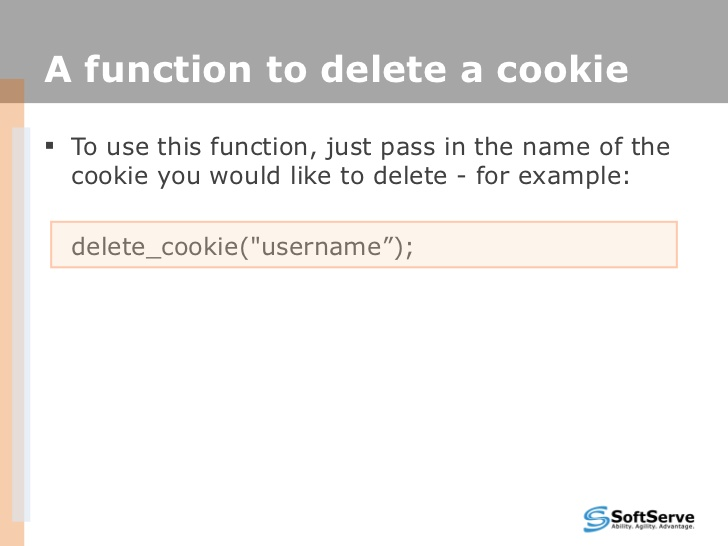 A function to delete a cookie
▪ To use this function, just pass in the name of the
cookie you would like to delete - for example:
delete_cookie("username”);
SoftServe
Ability. Agility. Advantage.